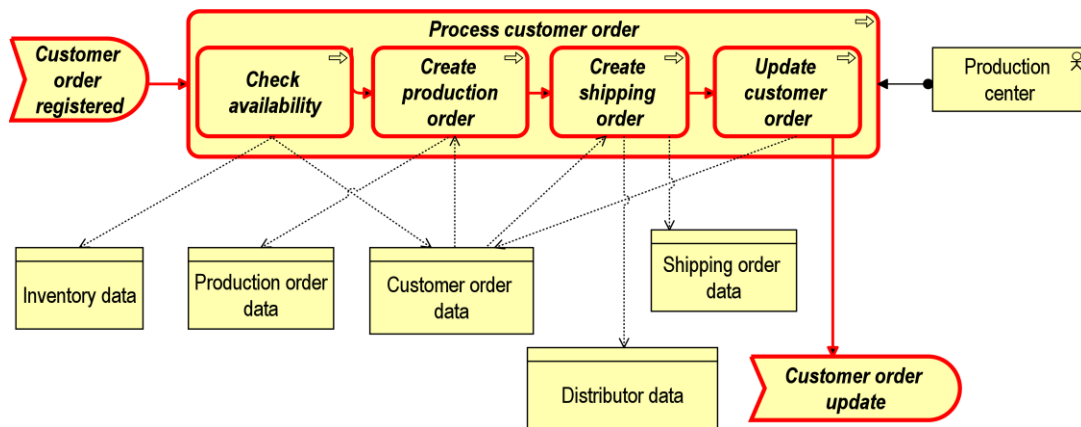 Process customer order
Customer
order
registered
Check
availability
Create
production
order
Create
shipping
order
Update
customer
order
Production
center
Inventory data
Production order
data
Customer order
data
Shipping order
data
Distributor data
Customer order
update